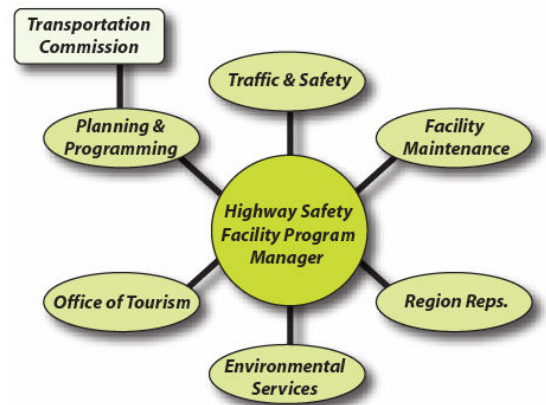 Transportation
Commission
Traffic & Safety
Planning &
Programming
Facility
Maintenance
Highway Safety
Facility Program
Manager
Office of Tourism
Region Reps.
Environmental
Services